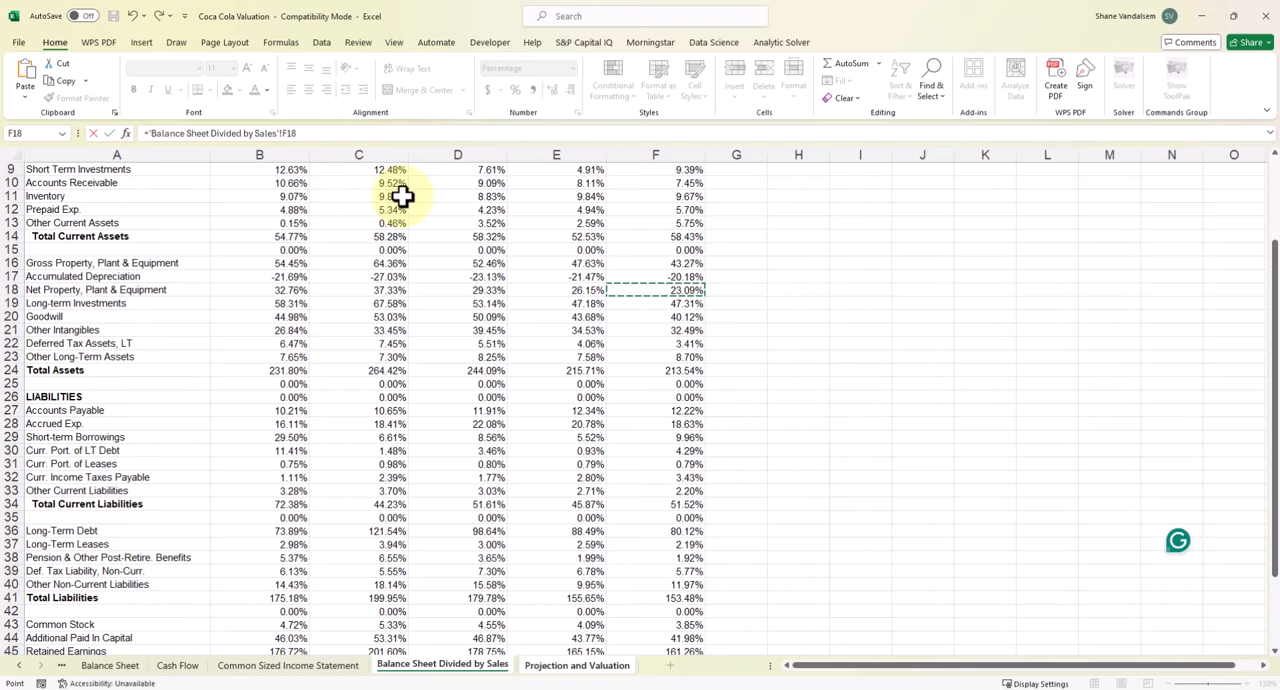 AutoSave Off Coca Cola Valuation - Compatibility Mode - Excel Search Shane Vandalsem SV
File Home WPS PDF Insert Draw Page Layout Formulas Data Review View Automate Developer Help S&P Capital IQ Morningstar Data Science Analytic Solver Comments Share
Paste Cut Copy Format Painter Clipboard
11 Font
Wrap Text Merge & Center Alignment
Percentage Number
Conditional Formatting Format as Table Cell Styles Styles
Insert Delete Format Cells
AutoSum Fill Clear Sort & Filter Find & Select Editing
Add-ins Add-ins
Analyze Data
Create PDF Sign WPS PDF
Solver Solver
Show ToolPak Commands Group
F18 ='Balance Sheet Divided by Sales'!F18
A B C D E F G H I J K L M N O
9 Short Term Investments 12.63% 12.48% 7.61% 4.91% 9.39%
10 Accounts Receivable 10.66% 9.52% 9.09% 8.11% 7.45%
11 Inventory 9.07% 8.83% 9.84% 9.67%
12 Prepaid Exp. 4.88% 5.34% 4.23% 4.94% 5.70%
13 Other Current Assets 0.15% 0.46% 3.52% 2.59% 5.75%
14 Total Current Assets 54.77% 58.28% 58.32% 52.53% 58.43%
15 0.00% 0.00% 0.00% 0.00% 0.00%
16 Gross Property, Plant & Equipment 54.45% 64.36% 52.46% 47.63% 43.27%
17 Accumulated Depreciation -21.69% -27.03% -23.13% -21.47% -20.18%
18 Net Property, Plant & Equipment 32.76% 37.33% 29.33% 26.15% 23.09%
19 Long-term Investments 58.31% 67.58% 53.14% 47.18% 47.31%
20 Goodwill 44.98% 53.03% 50.09% 43.68% 40.12%
21 Other Intangibles 26.84% 33.45% 39.45% 34.53% 32.49%
22 Deferred Tax Assets, LT 6.47% 7.45% 5.51% 4.06% 3.41%
23 Other Long-Term Assets 7.65% 7.30% 8.25% 7.58% 8.70%
24 Total Assets 231.80% 264.42% 244.09% 215.71% 213.54%
25 0.00% 0.00% 0.00% 0.00% 0.00%
26 LIABILITIES 0.00% 0.00% 0.00% 0.00% 0.00%
27 Accounts Payable 10.21% 10.65% 11.91% 12.34% 12.22%
28 Accrued Exp. 16.11% 18.41% 22.08% 20.78% 18.63%
29 Short-term Borrowings 29.50% 6.61% 8.56% 5.52% 9.96%
30 Curr. Port. of LT Debt 11.41% 1.48% 3.46% 0.93% 4.29%
31 Curr. Port. of Leases 0.75% 0.98% 0.80% 0.79% 0.79%
32 Curr. Income Taxes Payable 1.11% 2.39% 1.77% 2.80% 3.43%
33 Other Current Liabilities 3.28% 3.70% 3.03% 2.71% 2.20%
34 Total Current Liabilities 72.38% 44.23% 51.61% 45.87% 51.52%
35 0.00% 0.00% 0.00% 0.00% 0.00%
36 Long-Term Debt 73.89% 121.54% 98.64% 88.49% 80.12%
37 Long-Term Leases 2.98% 3.94% 3.00% 2.59% 2.19%
38 Pension & Other Post-Retire. Benefits 5.37% 6.55% 3.65% 1.99% 1.92%
39 Def. Tax Liability, Non-Curr. 6.13% 5.55% 7.30% 6.78% 5.77%
40 Other Non-Current Liabilities 14.43% 18.14% 15.58% 9.95% 11.97%
41 Total Liabilities 175.18% 199.95% 179.78% 155.65% 153.48%
42 0.00% 0.00% 0.00% 0.00% 0.00%
43 Common Stock 4.72% 5.33% 4.55% 4.09% 3.85%
44 Additional Paid In Capital 46.03% 53.31% 46.87% 43.77% 41.98%
45 Retained Earnings 176.72% 201.60% 178.75% 165.15% 161.26%
Balance Sheet Cash Flow Common Sized Income Statement Balance Sheet Divided by Sales Projection and Valuation
Point Accessibility: Unavailable Display Settings 130%